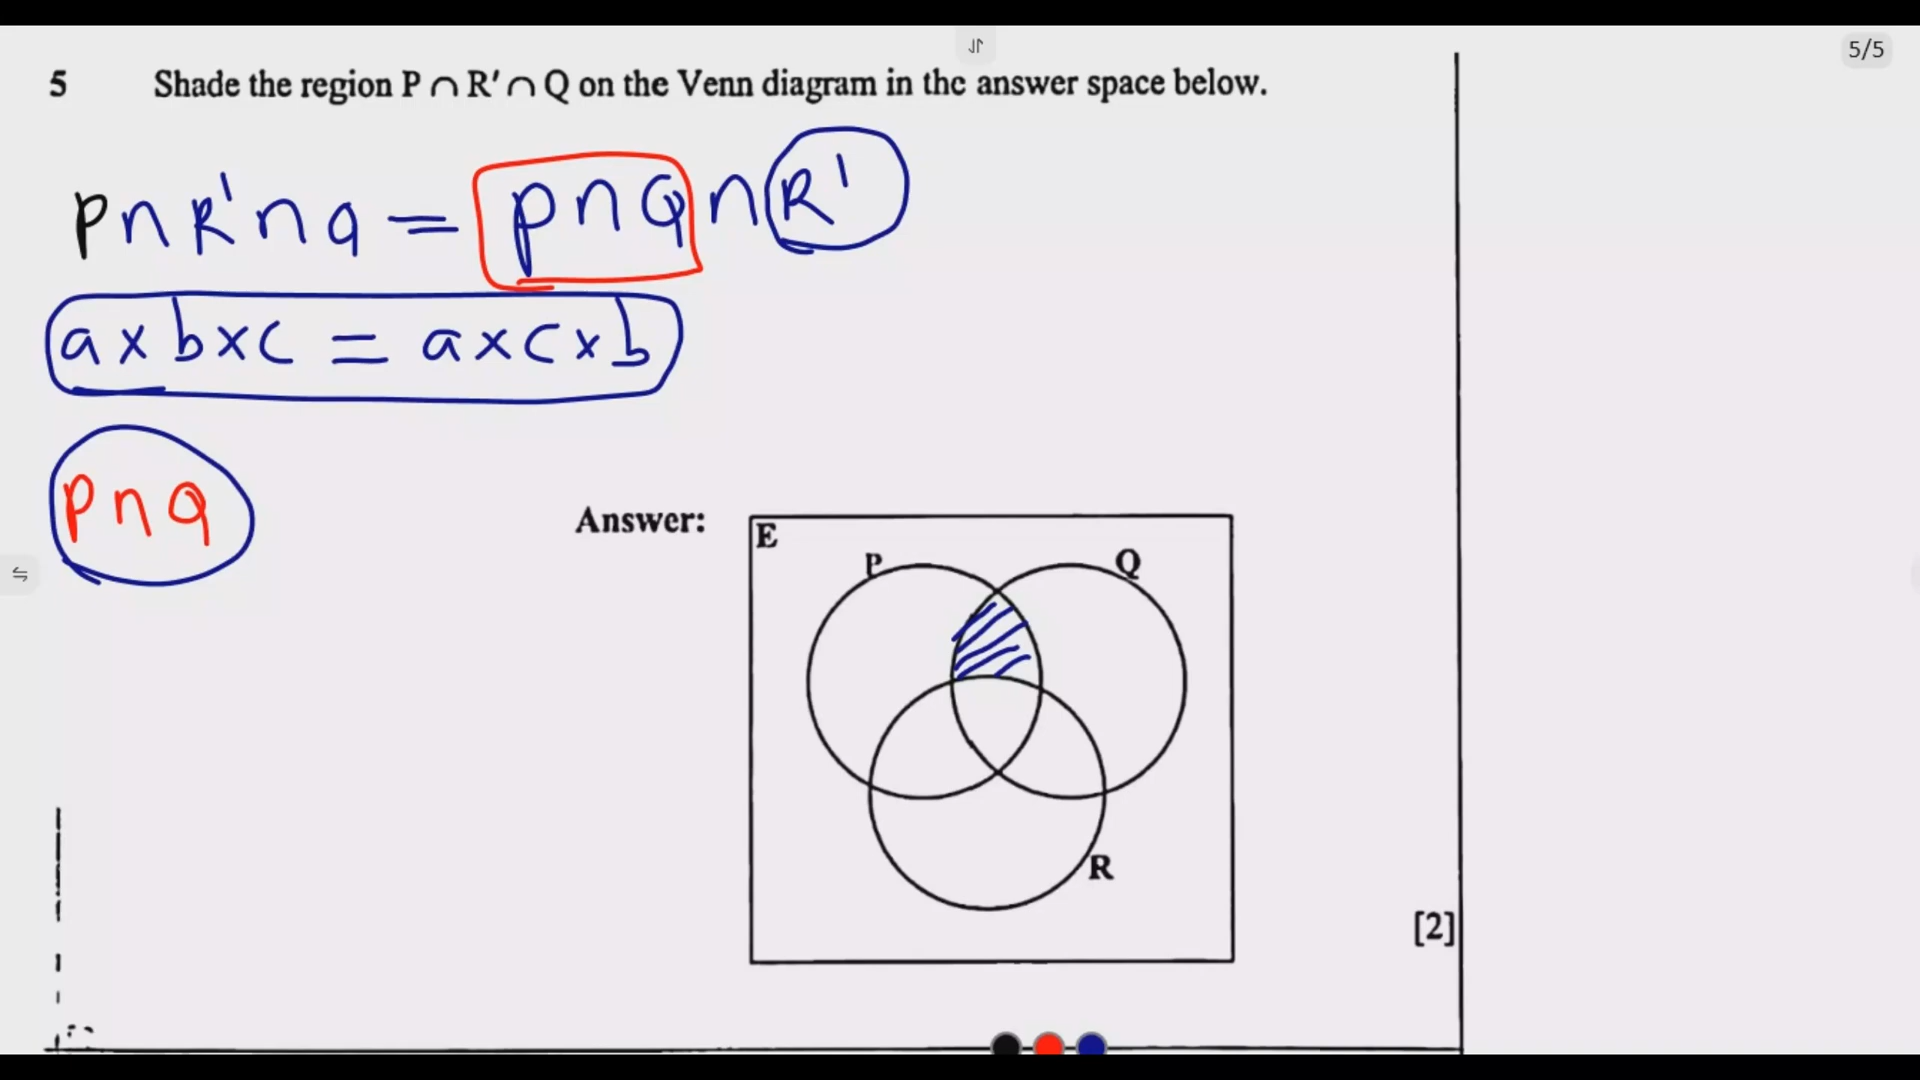 5/5
5 Shade the region P ∩ R′ ∩ Q on the Venn diagram in the answer space below.
p n R' n q = p n Q n R'
a x b x c = a x c x b
p n q
Answer:
E
P
Q
R
[2]